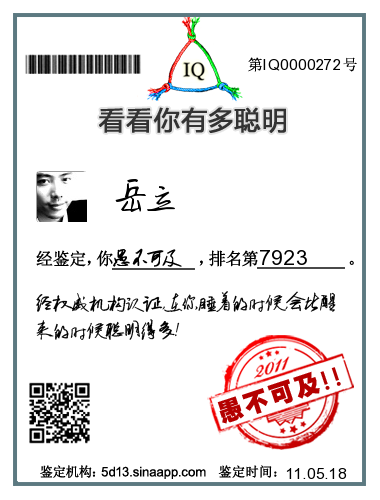 IQ
第IQ0000272号
看看你有多聪明
岳立
经鉴定，你愚不可及，排名第7923。
经权威机构认证,在你睡着的时候会比醒
来的时候聪明得多!
2011
愚不可及!!
鉴定机构：5d13.sinaapp.com 鉴定时间：11.05.18